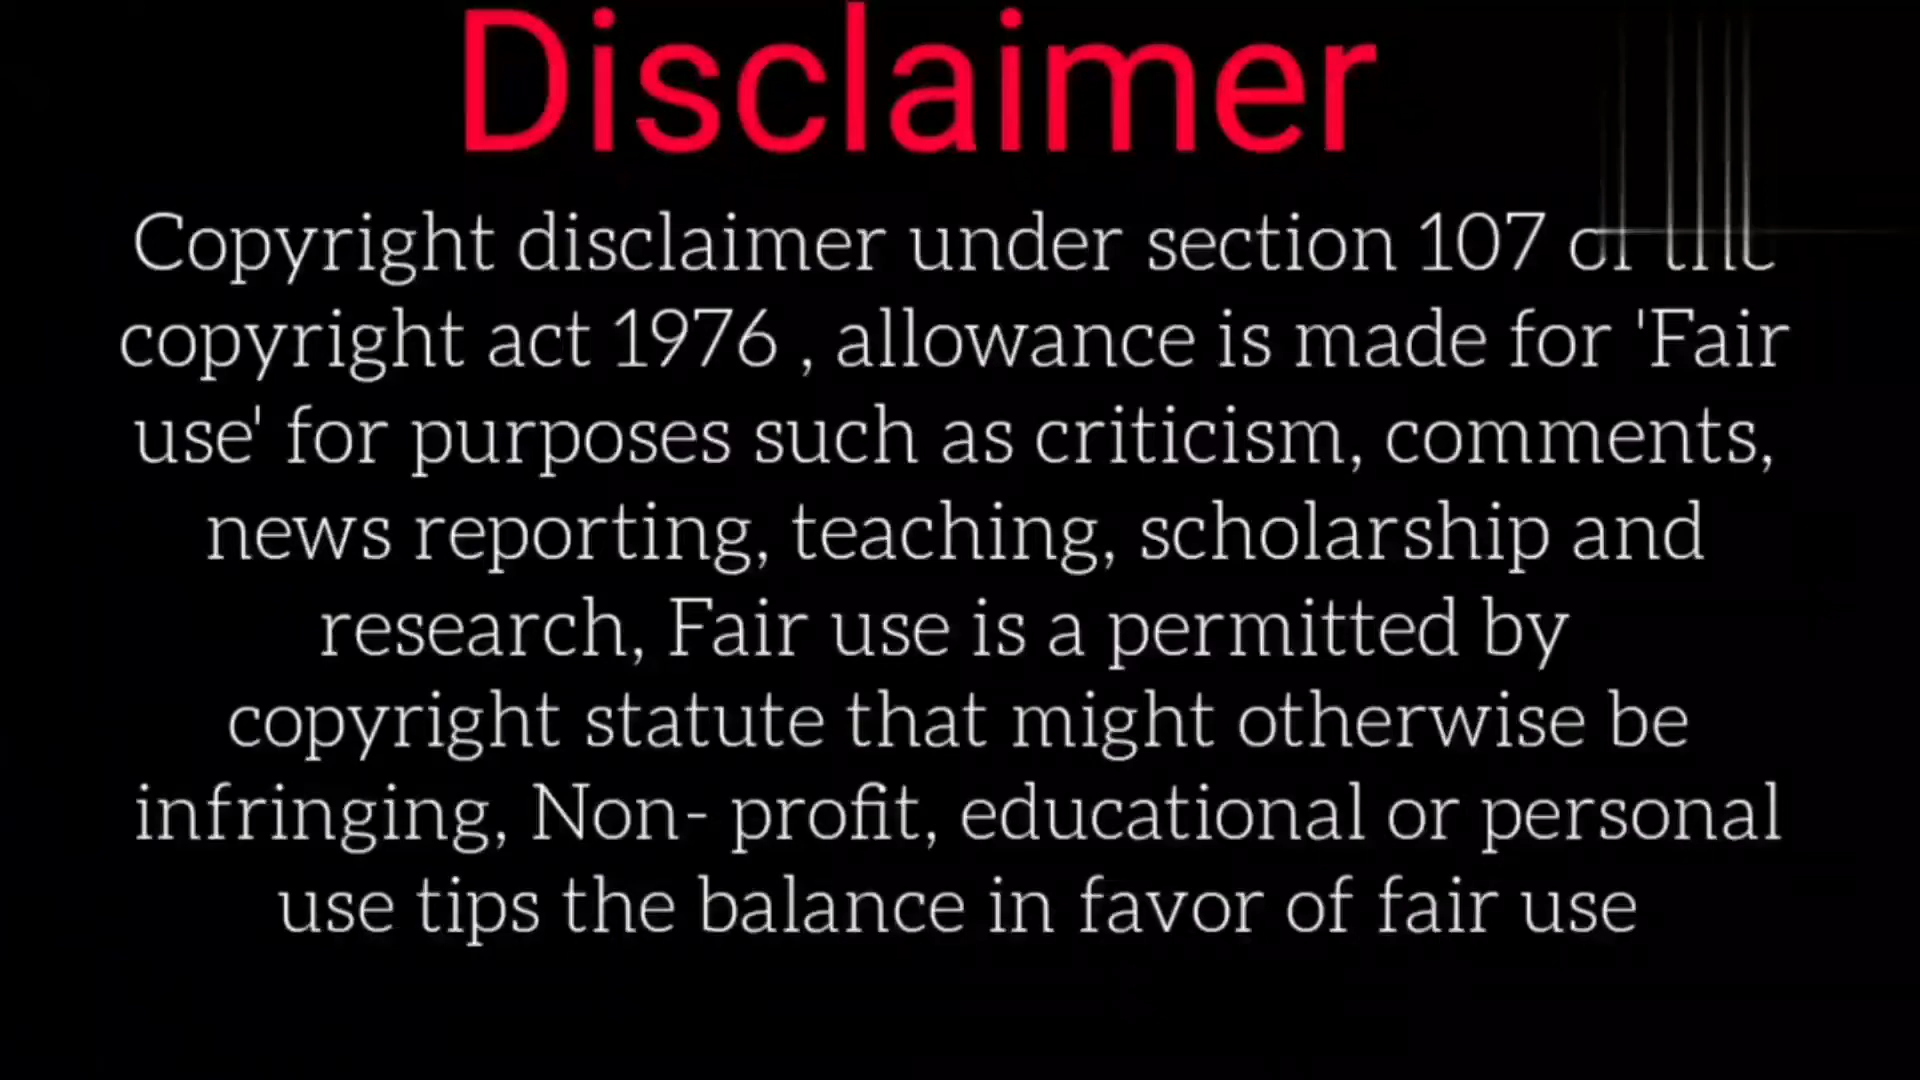 Disclaimer
Copyright disclaimer under section 107 of the
copyright act 1976 , allowance is made for 'Fair
use' for purposes such as criticism, comments,
news reporting, teaching, scholarship and
research, Fair use is a permitted by
copyright statute that might otherwise be
infringing, Non- profit, educational or personal
use tips the balance in favor of fair use